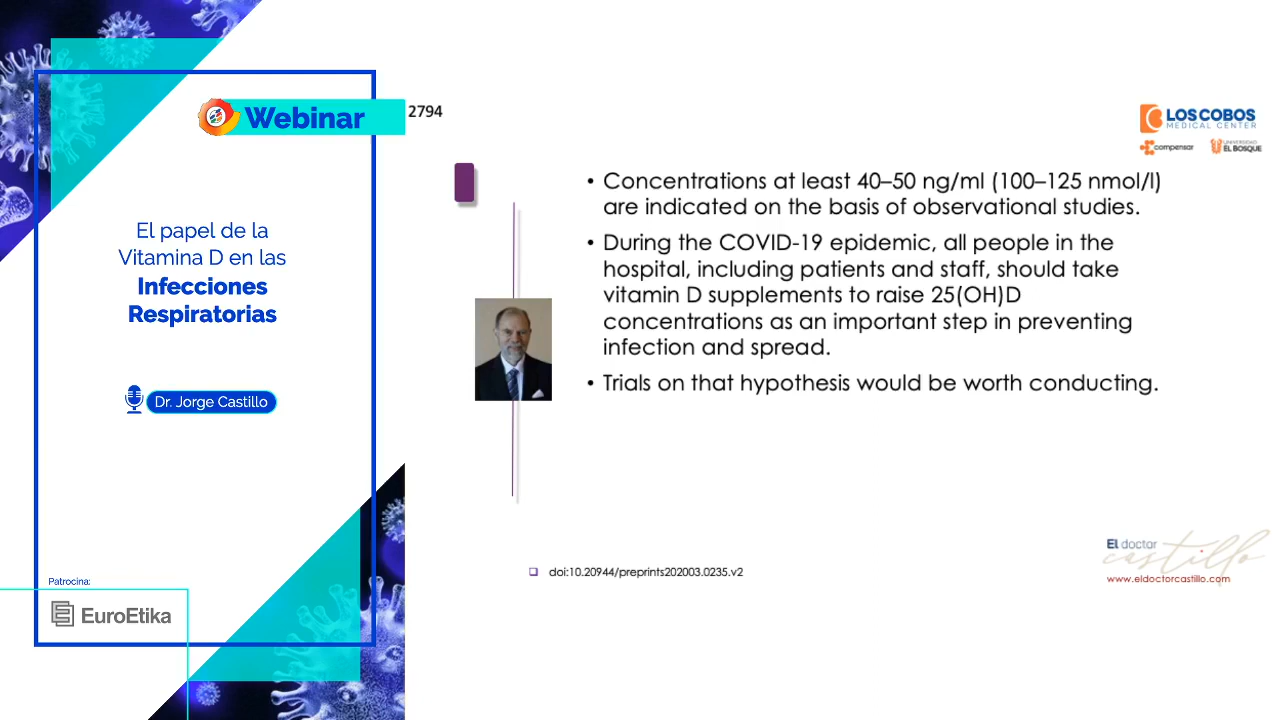 Webinar
2794
El papel de la
Vitamina D en las
Infecciones
Respiratorias
Dr. Jorge Castillo
Patrocina:
EuroEtika
LOS COBOS
MEDICAL CENTER
compensar
UNIVERSIDAD
EL BOSQUE
• Concentrations at least 40–50 ng/ml (100–125 nmol/l)
are indicated on the basis of observational studies.
• During the COVID-19 epidemic, all people in the
hospital, including patients and staff, should take
vitamin D supplements to raise 25(OH)D
concentrations as an important step in preventing
infection and spread.
• Trials on that hypothesis would be worth conducting.
doi:10.20944/preprints202003.0235.v2
El doctor
castillo
www.eldoctorcastillo.com